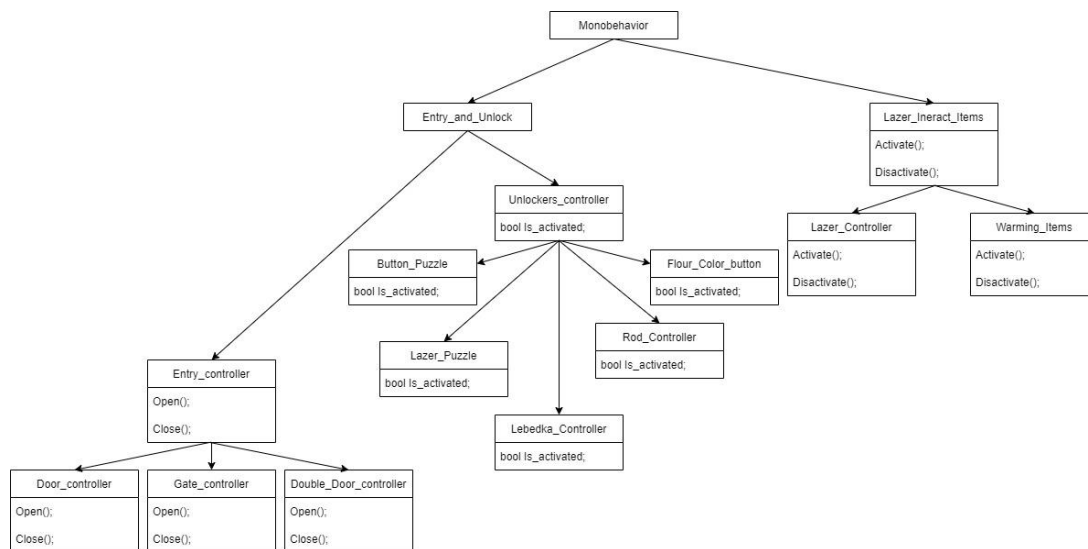 Monobehavior
Entry_and_Unlock
Lazer_Ineract_Items
Activate();
Disactivate();
Unlockers_controller
bool Is_activated;
Lazer_Controller
Activate();
Disactivate();
Warming_Items
Activate();
Disactivate();
Button_Puzzle
bool Is_activated;
Flour_Color_button
bool Is_activated;
Rod_Controller
bool Is_activated;
Lazer_Puzzle
bool Is_activated;
Entry_controller
Open();
Close();
Lebedka_Controller
bool Is_activated;
Door_controller
Open();
Close();
Gate_controller
Open();
Close();
Double_Door_controller
Open();
Close();